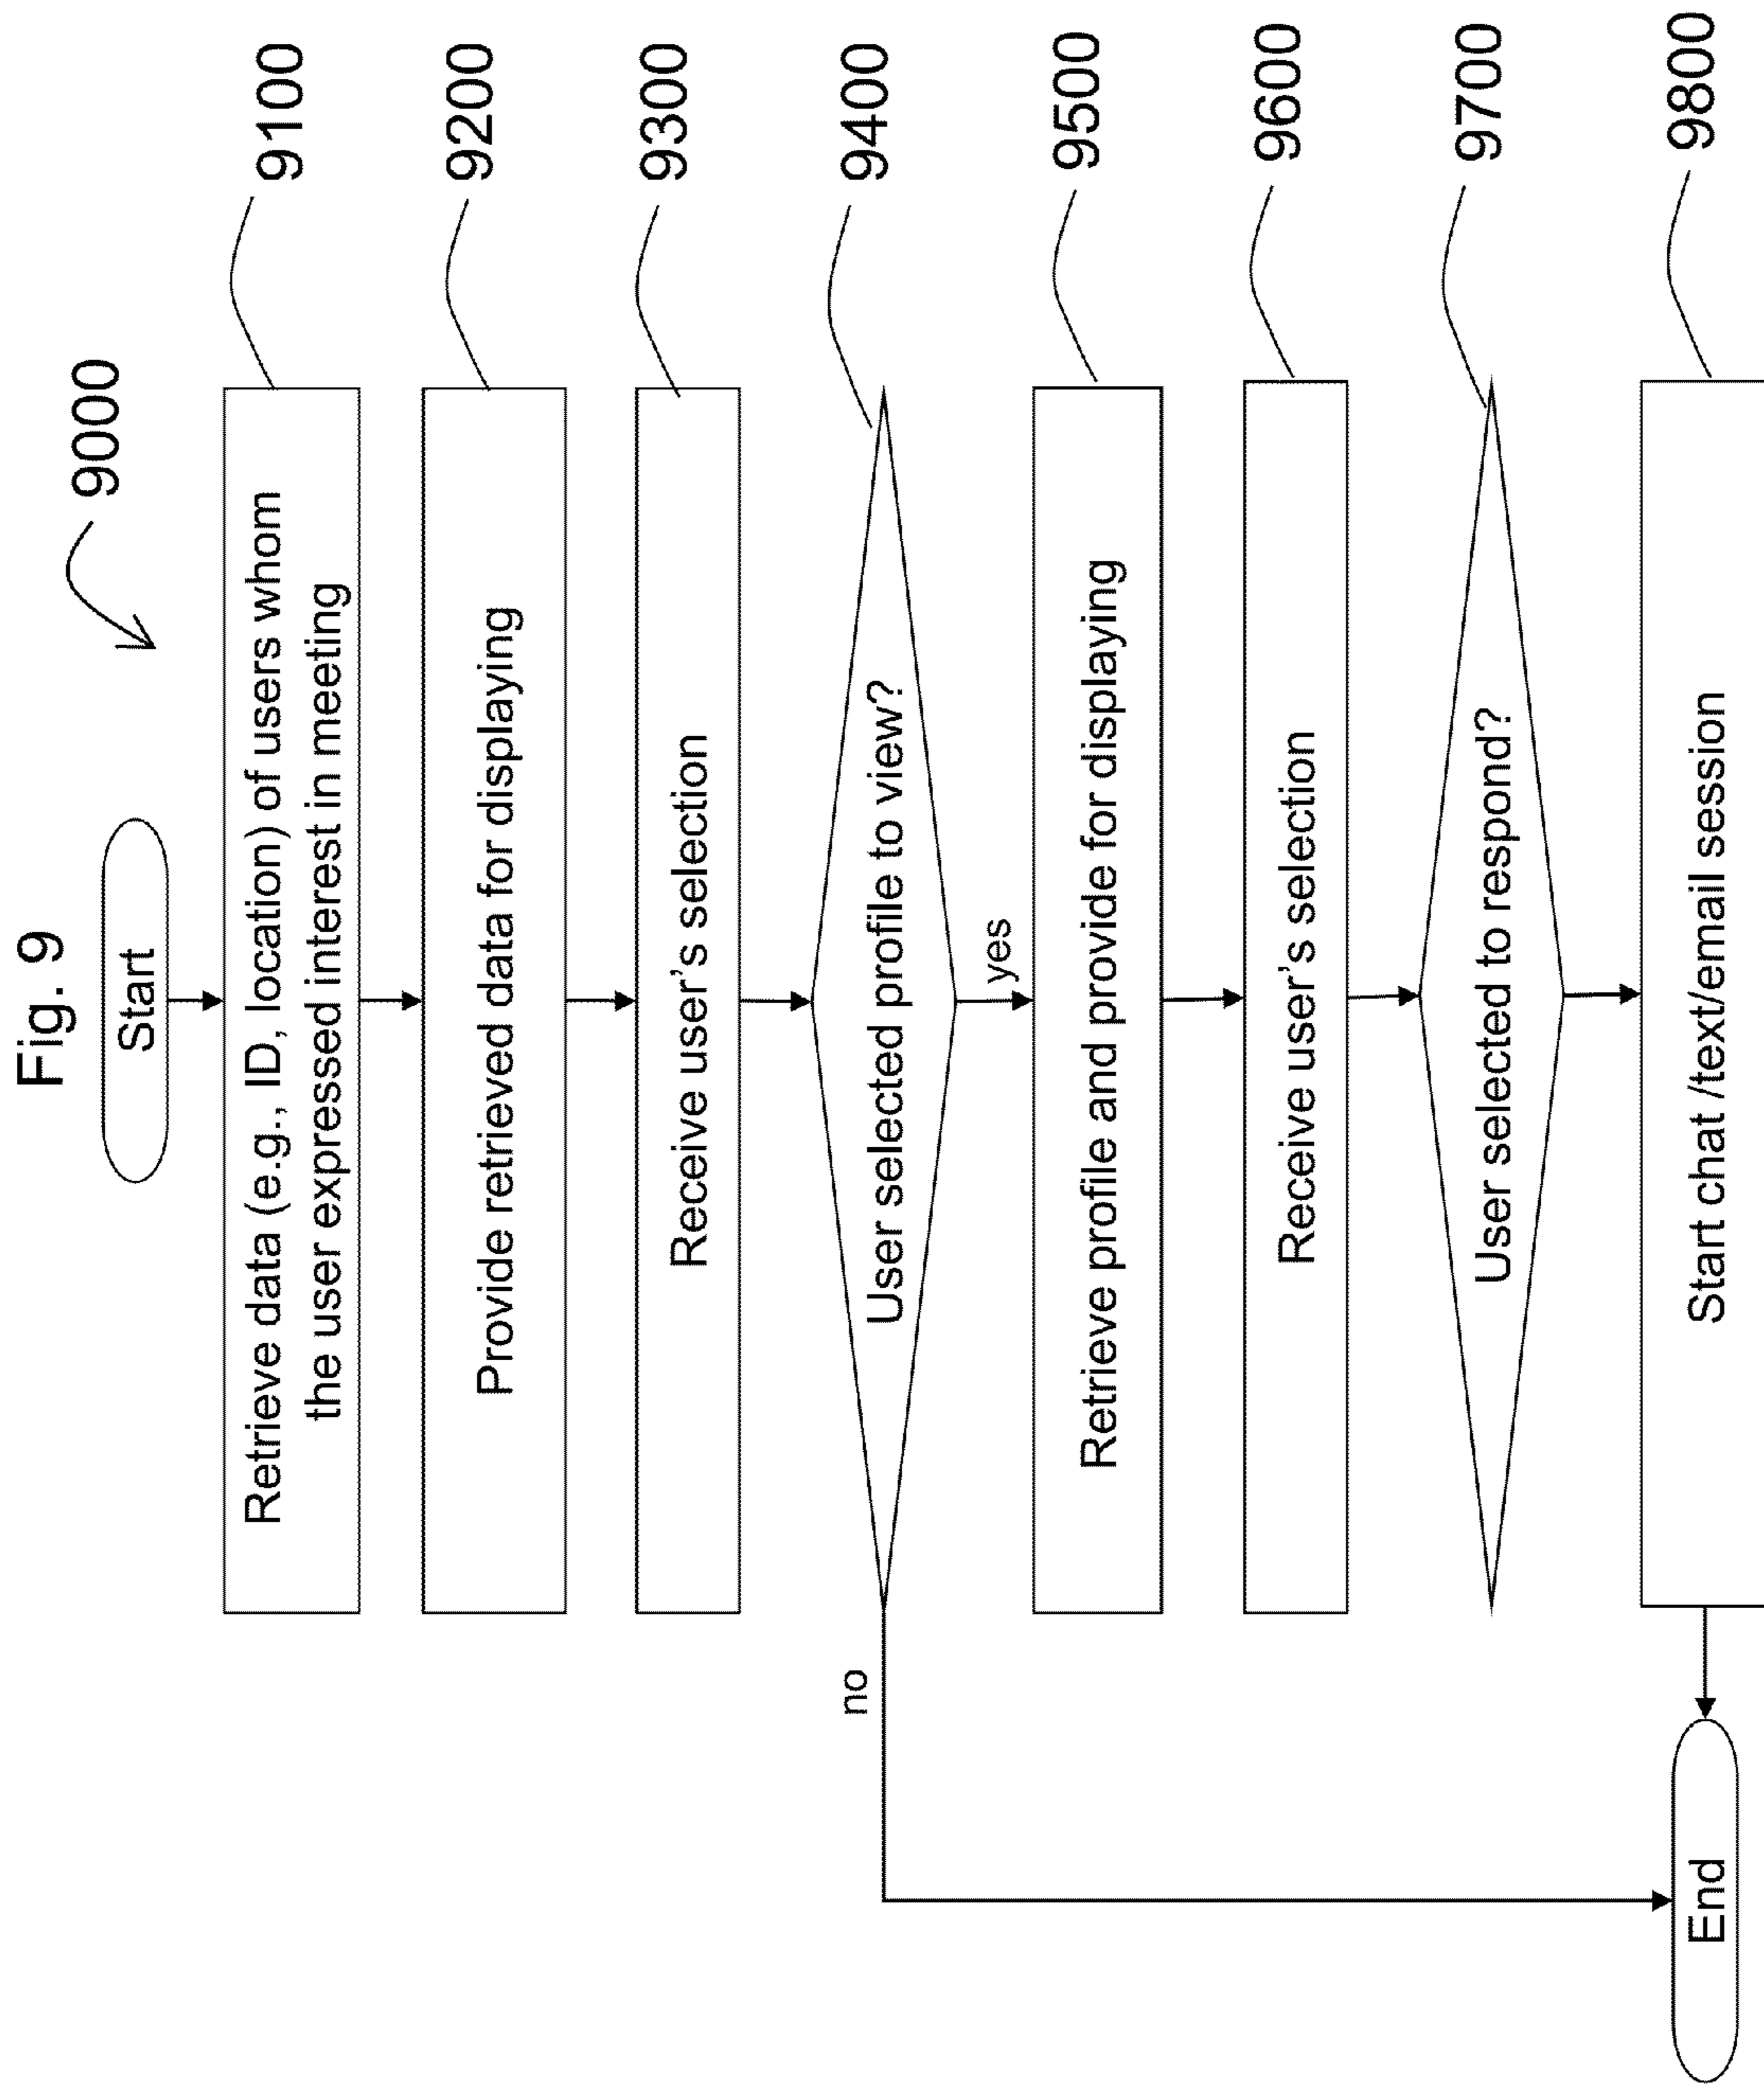 Fig. 9
9000
Start
Retrieve data (e.g., ID, location) of users whom
the user expressed interest in meeting
9100
Provide retrieved data for displaying
9200
Receive user's selection
9300
User selected profile to view?
9400
no
yes
Retrieve profile and provide for displaying
9500
Receive user's selection
9600
User selected to respond?
9700
Start chat /text/email session
9800
End